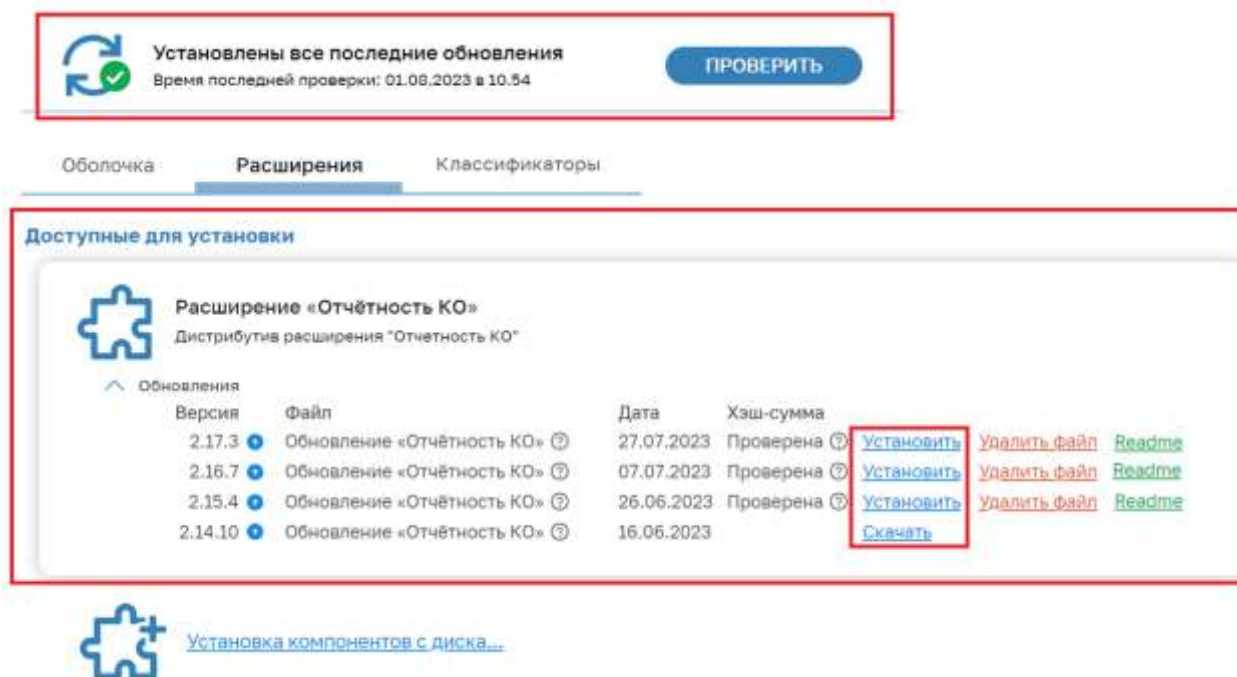 Установлены все последние обновления
Время последней проверки: 01.08.2023 в 10.54
ПРОВЕРИТЬ
Оболочка Расширения Классификаторы
Доступные для установки
Расширение «Отчётность КО»
Дистрибутив расширения "Отчетность КО"
Обновления
Версия Файл Дата Хэш-сумма
2.17.3 Обновление «Отчётность КО» 27.07.2023 Проверена Установить Удалить файл Readme
2.16.7 Обновление «Отчётность КО» 07.07.2023 Проверена Установить Удалить файл Readme
2.15.4 Обновление «Отчётность КО» 26.06.2023 Проверена Установить Удалить файл Readme
2.14.10 Обновление «Отчётность КО» 16.06.2023 Скачать
Установка компонентов с диска...